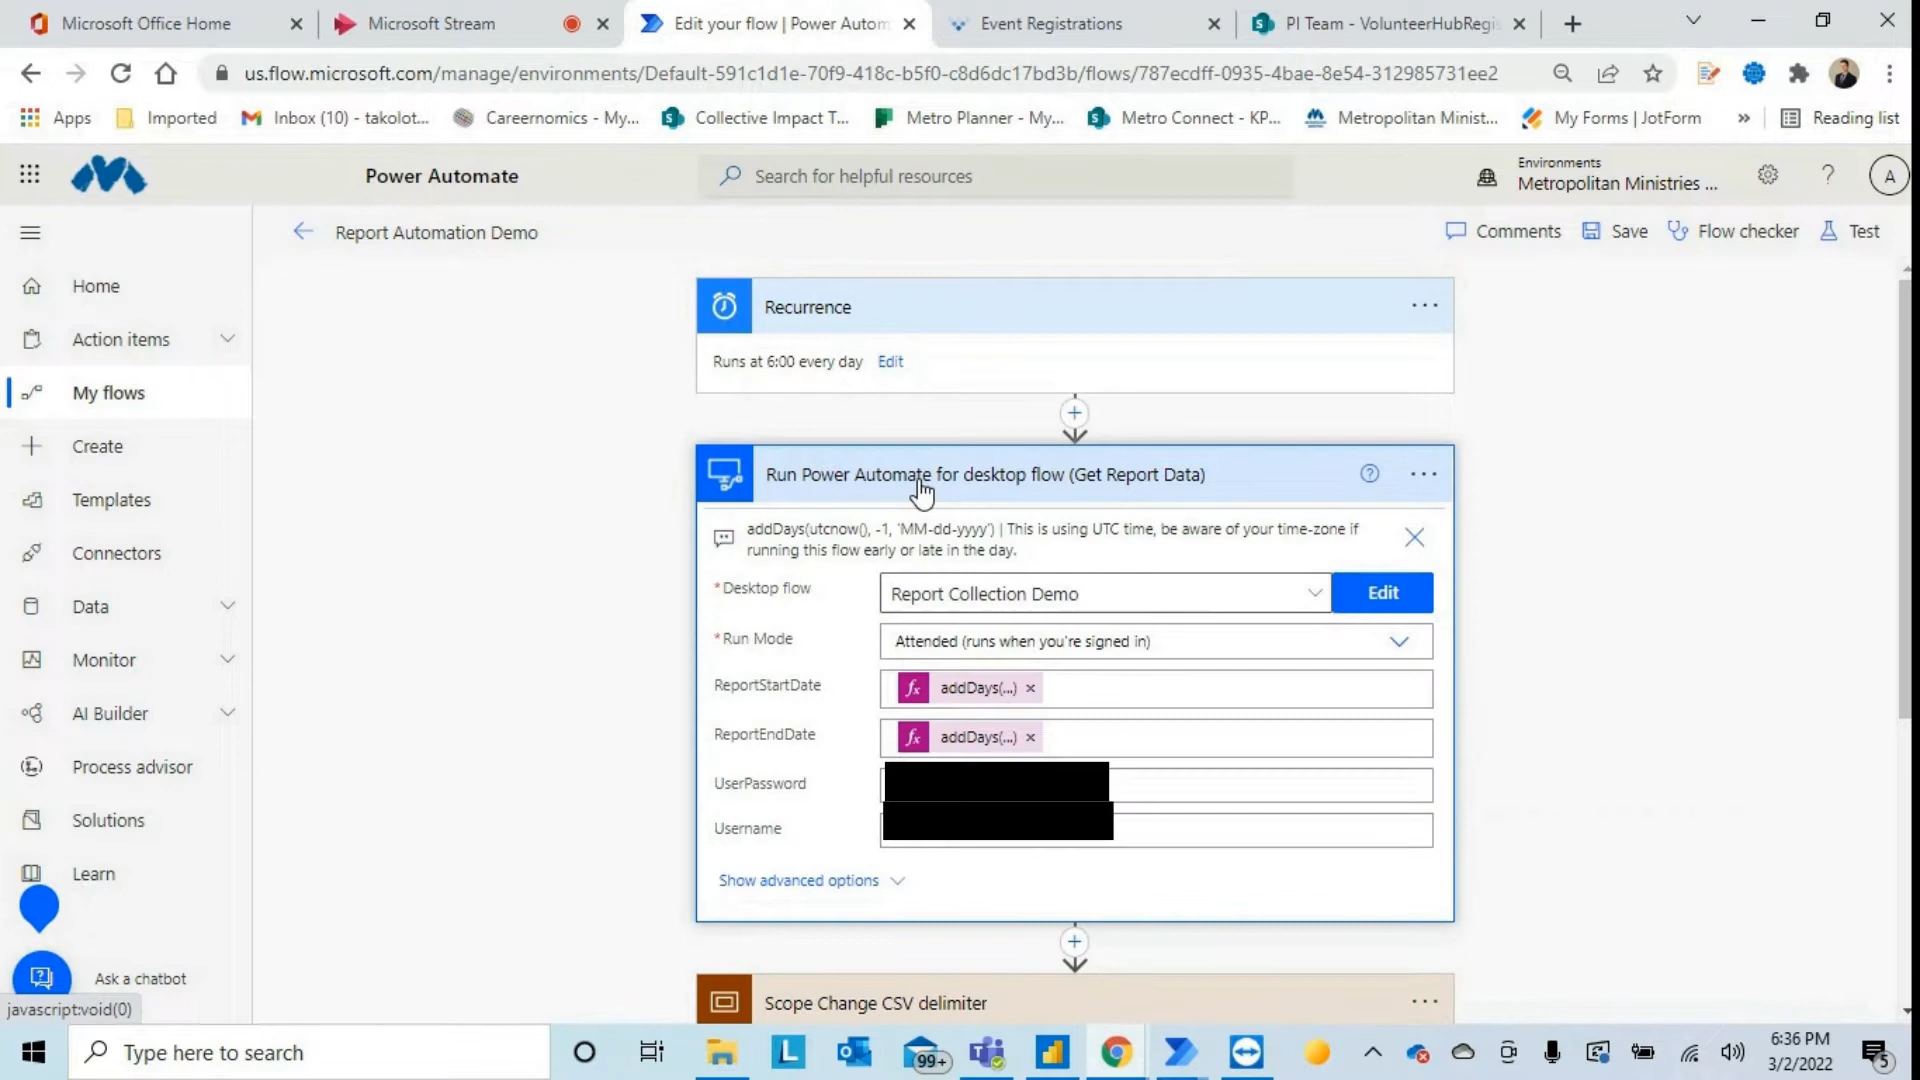 Microsoft Office Home
Microsoft Stream
Edit your flow | Power Autom
Event Registrations
PI Team - VolunteerHubRegi
us.flow.microsoft.com/manage/environments/Default-591c1d1e-70f9-418c-b5f0-c8d6dc17bd3b/flows/787ecdff-0935-4bae-8e54-312985731ee2
Apps
Imported
Inbox (10) - takolot...
Careernomics - My...
Collective Impact T...
Metro Planner - My...
Metro Connect - KP...
Metropolitan Minist...
My Forms | JotForm
»
Reading list
Power Automate
Search for helpful resources
Environments
Metropolitan Ministries ...
?
A
Report Automation Demo
Comments
Save
Flow checker
Test
Home
Action items
My flows
Create
Templates
Connectors
Data
Monitor
AI Builder
Process advisor
Solutions
Learn
Ask a chatbot
javascript:void(0)
Recurrence
Runs at 6:00 every day Edit
Run Power Automate for desktop flow (Get Report Data)
addDays(utcnow(), -1, 'MM-dd-yyyy') | This is using UTC time, be aware of your time-zone if
running this flow early or late in the day.
*Desktop flow
Report Collection Demo
Edit
*Run Mode
Attended (runs when you're signed in)
ReportStartDate
fx addDays(...) ×
ReportEndDate
fx addDays(...) ×
UserPassword
Username
Show advanced options
Scope Change CSV delimiter
Type here to search
L
99+
6:36 PM
3/2/2022
5